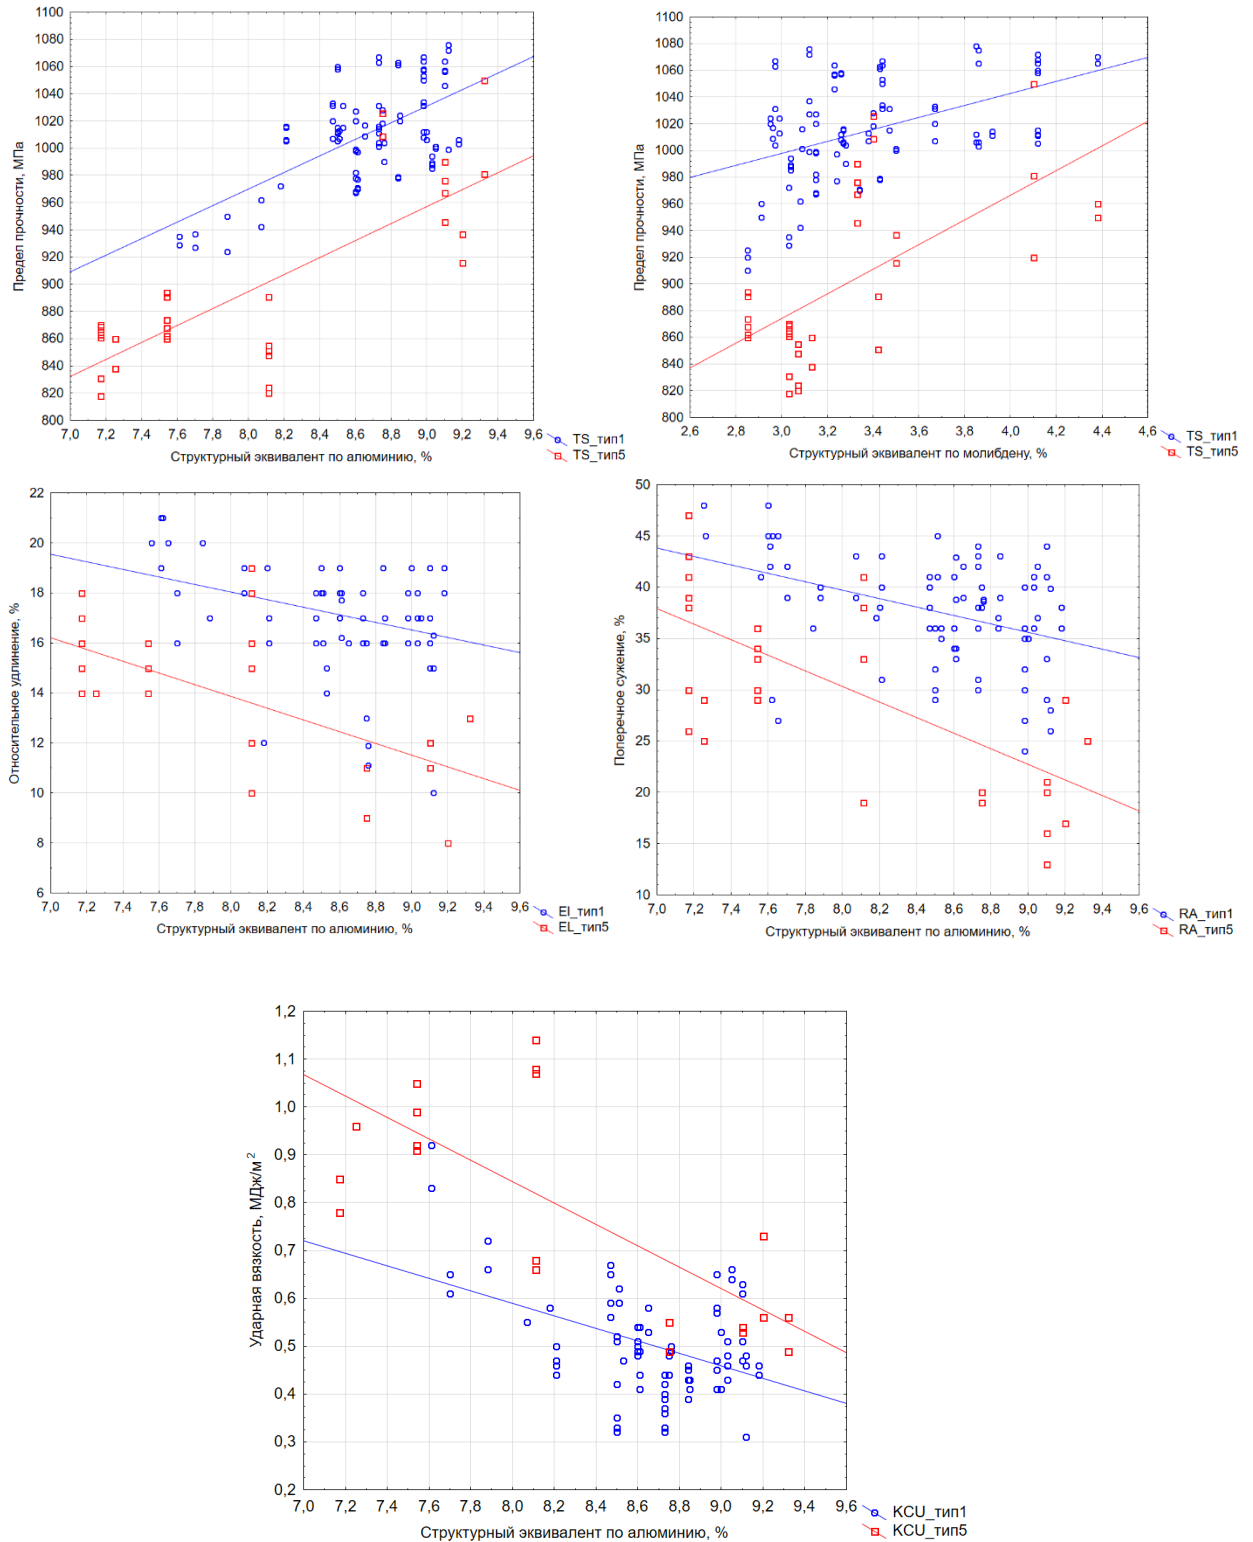 1100
1080
1060
1040
1020
1000
980
960
940
920
900
880
860
840
820
800
Предел прочности, МПа
7,0 7,2 7,4 7,6 7,8 8,0 8,2 8,4 8,6 8,8 9,0 9,2 9,4 9,6
Структурный эквивалент по алюминию, %
TS_тип1
TS_тип5
1100
1080
1060
1040
1020
1000
980
960
940
920
900
880
860
840
820
800
Предел прочности, МПа
2,6 2,8 3,0 3,2 3,4 3,6 3,8 4,0 4,2 4,4 4,6
Структурный эквивалент по молибдену, %
TS_тип1
TS_тип5
22
20
18
16
14
12
10
8
6
Относительное удлинение, %
7,0 7,2 7,4 7,6 7,8 8,0 8,2 8,4 8,6 8,8 9,0 9,2 9,4 9,6
Структурный эквивалент по алюминию, %
El_тип1
EL_тип5
50
45
40
35
30
25
20
15
10
Поперечное сужение, %
7,0 7,2 7,4 7,6 7,8 8,0 8,2 8,4 8,6 8,8 9,0 9,2 9,4 9,6
Структурный эквивалент по алюминию, %
RA_тип1
RA_тип5
1,2
1,1
1,0
0,9
0,8
0,7
0,6
0,5
0,4
0,3
0,2
Ударная вязкость, МДж/м²
7,0 7,2 7,4 7,6 7,8 8,0 8,2 8,4 8,6 8,8 9,0 9,2 9,4 9,6
Структурный эквивалент по алюминию, %
KCU_тип1
KCU_тип5